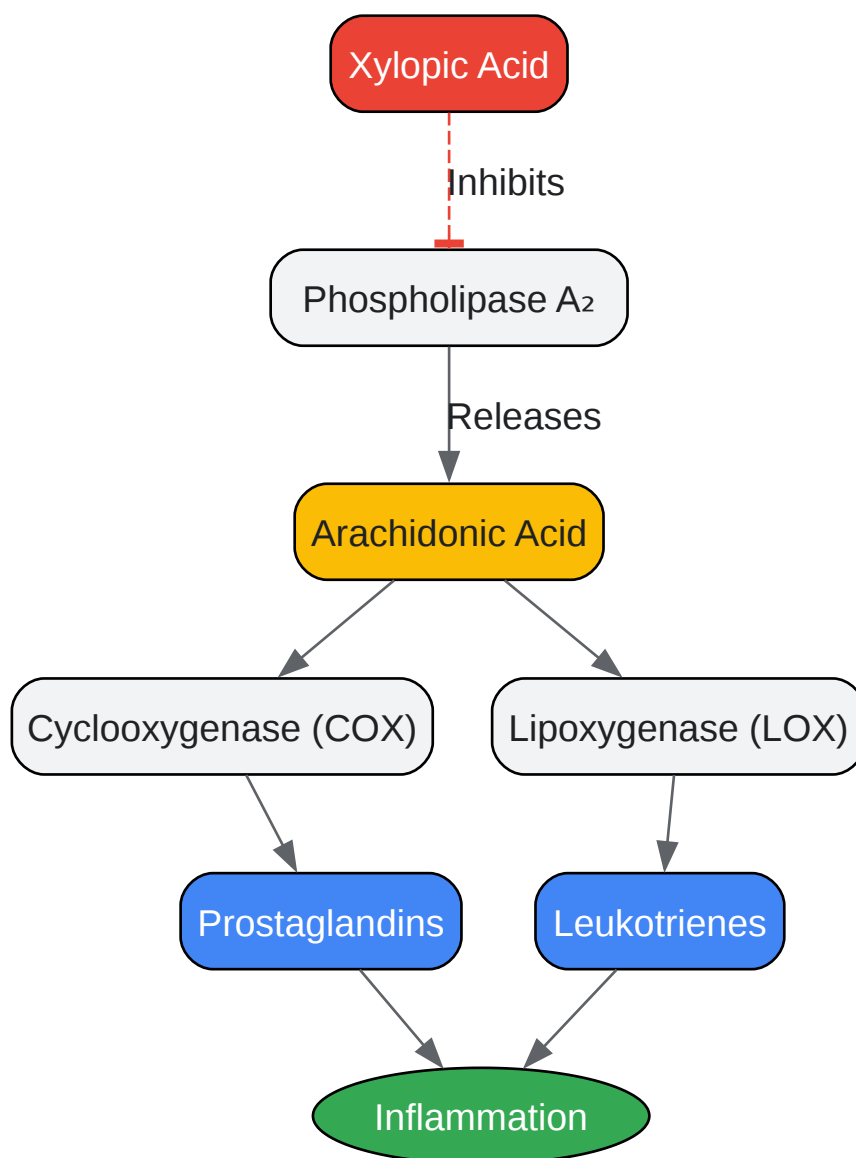 Xylopic Acid
Inhibits
Phospholipase A₂
Releases
Arachidonic Acid
Cyclooxygenase (COX)
Lipoxygenase (LOX)
Prostaglandins
Leukotrienes
Inflammation